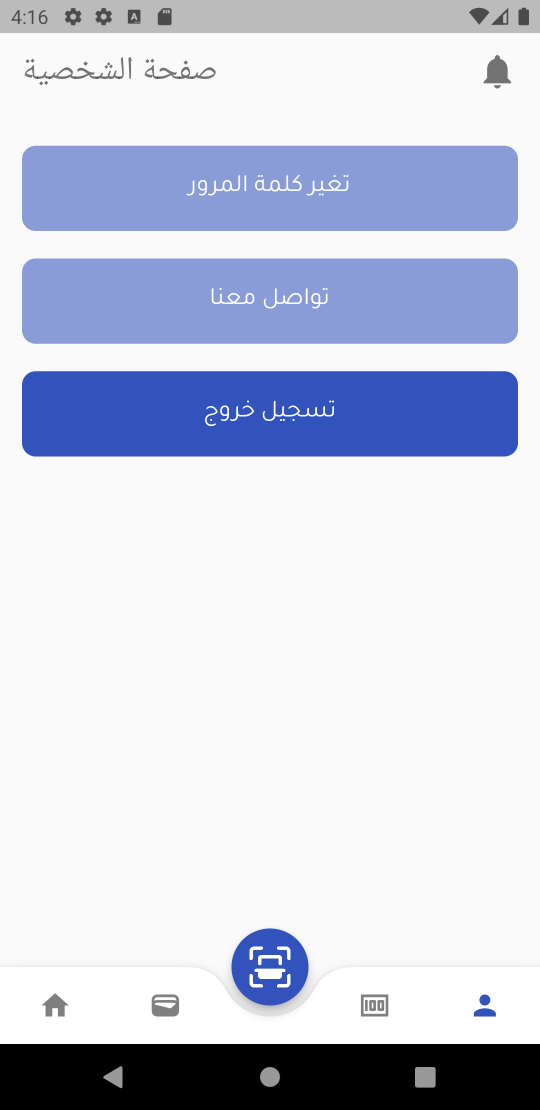 4:16
صفحة الشخصية
تغير كلمة المرور
تواصل معنا
تسجيل خروج